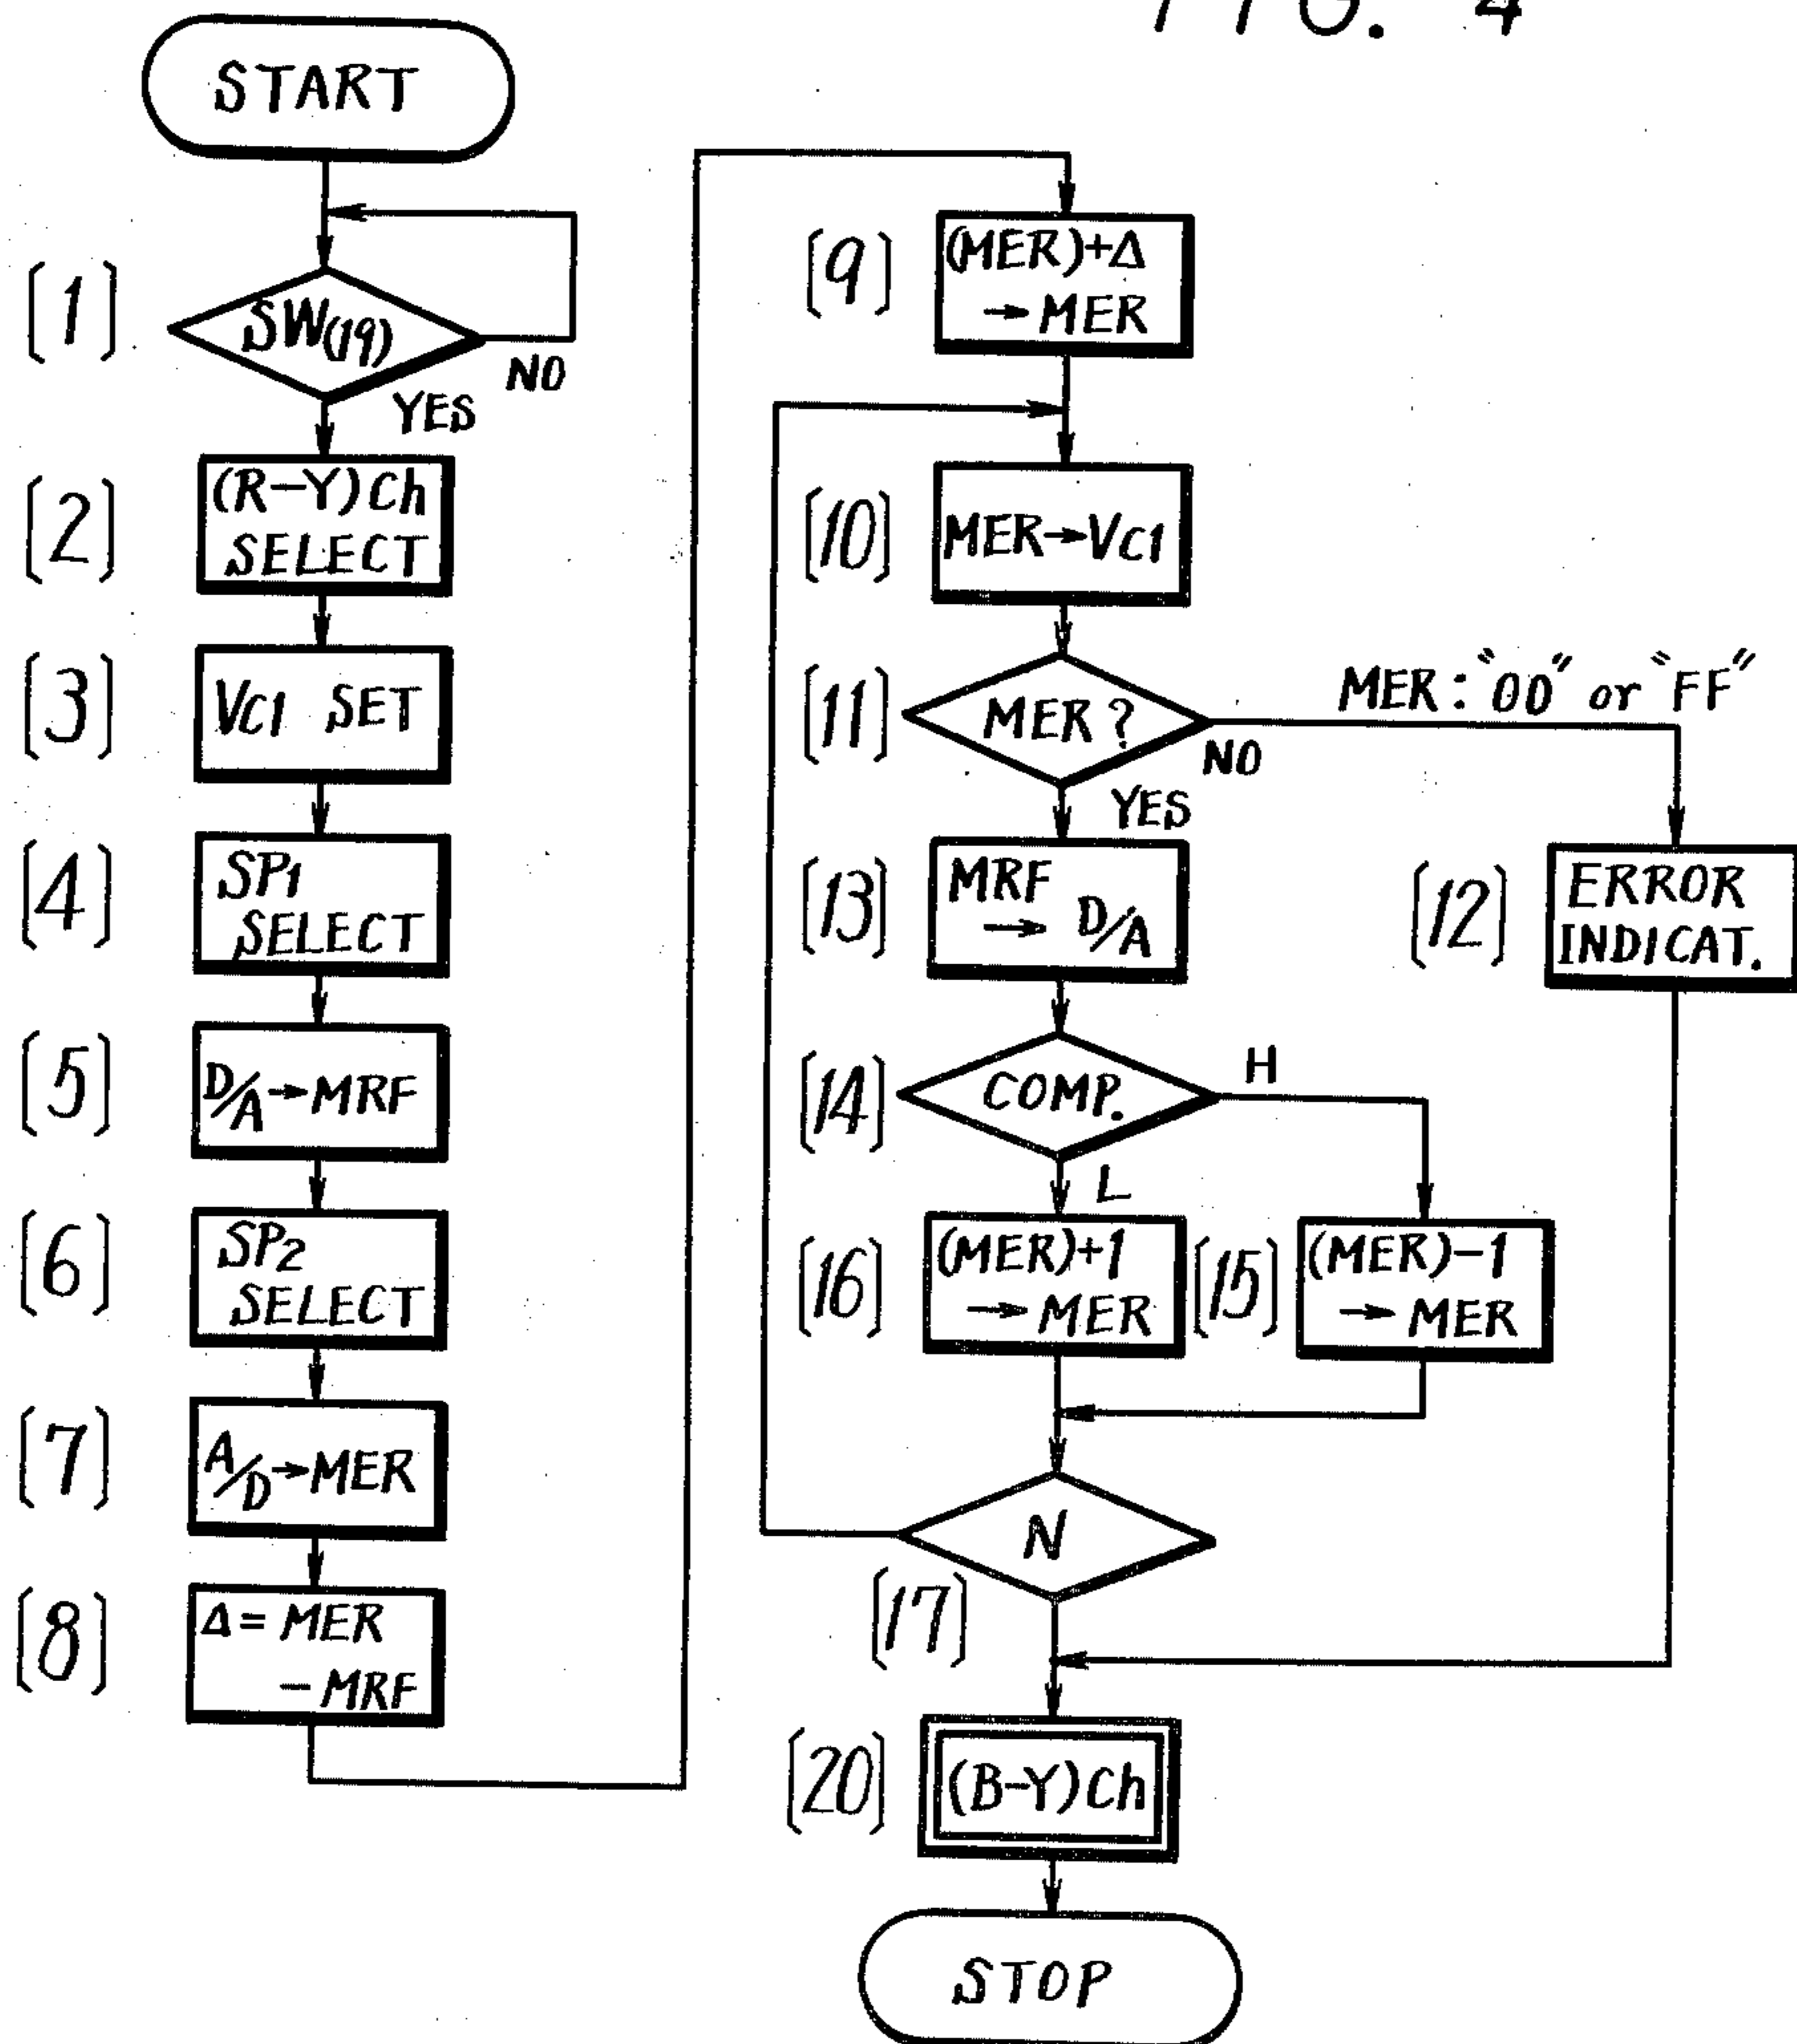 FIG. 4
START
[1]
SW(19)
NO
YES
[2]
(R-Y)Ch
SELECT
[3]
VC1 SET
[4]
SP1
SELECT
[5]
D/A→MRF
[6]
SP2
SELECT
[7]
A/D→MER
[8]
Δ=MER
-MRF
[9]
(MER)+Δ
→MER
[10]
MER→VC1
[11]
MER?
MER: "00" or "FF"
NO
YES
[13]
MRF
→ D/A
[12]
ERROR
INDICAT.
[14]
COMP.
H
L
[16]
(MER)+1
→MER
[15]
(MER)-1
→MER
N
[17]
[20]
(B-Y)Ch
STOP